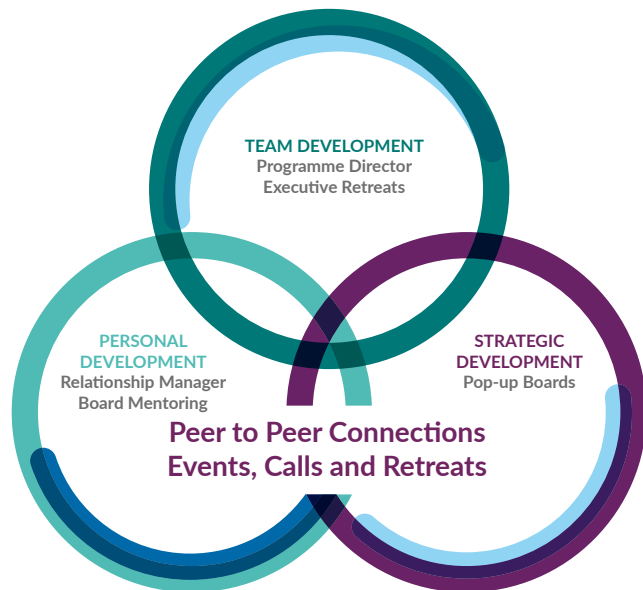 TEAM DEVELOPMENT
Programme Director
Executive Retreats
PERSONAL
DEVELOPMENT
Relationship Manager
Board Mentoring
STRATEGIC
DEVELOPMENT
Pop-up Boards
Peer to Peer Connections
Events, Calls and Retreats